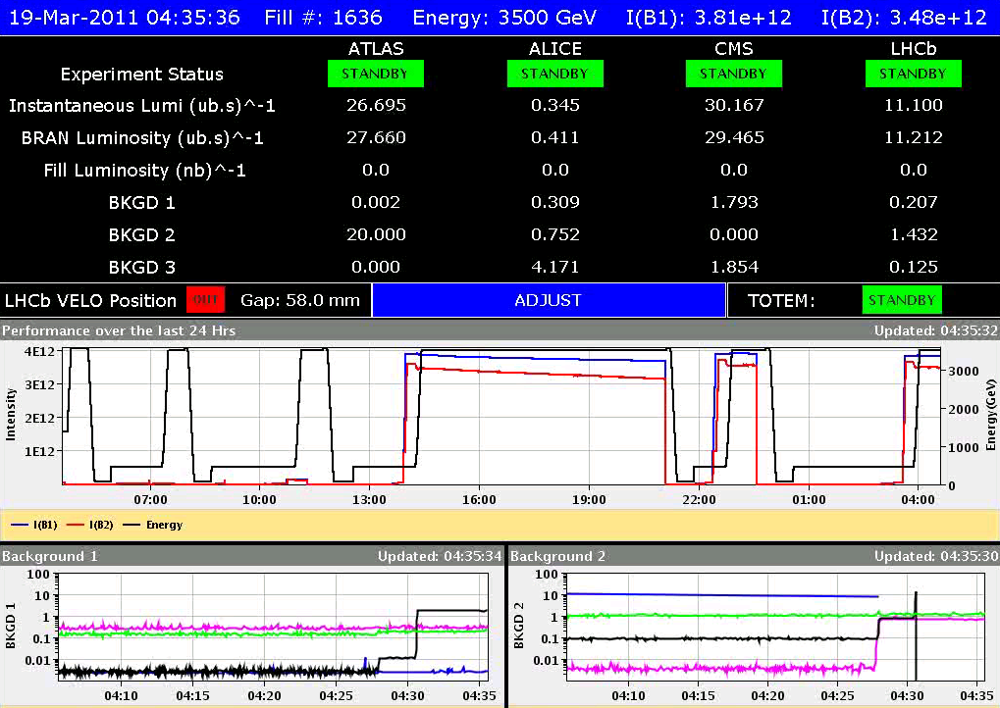 19-Mar-2011 04:35:36 Fill #: 1636 Energy: 3500 GeV I(B1): 3.81e+12 I(B2): 3.48e+12
ATLAS ALICE CMS LHCb
Experiment Status STANDBY STANDBY STANDBY STANDBY
Instantaneous Lumi (ub.s)^-1 26.695 0.345 30.167 11.100
BRAN Luminosity (ub.s)^-1 27.660 0.411 29.465 11.212
Fill Luminosity (nb)^-1 0.0 0.0 0.0 0.0
BKGD 1 0.002 0.309 1.793 0.207
BKGD 2 20.000 0.752 0.000 1.432
BKGD 3 0.000 4.171 1.854 0.125
LHCb VELO Position OUT Gap: 58.0 mm ADJUST TOTEM: STANDBY
Performance over the last 24 Hrs Updated: 04:35:32
4E12
3E12 3000
2E12 2000
1E12 1000
0
Intensity
Energy(GeV)
07:00 10:00 13:00 16:00 19:00 22:00 01:00 04:00
I(B1) I(B2) Energy
Background 1 Updated: 04:35:34
100
10
1
0.1
0.01
BKGD 1
04:10 04:15 04:20 04:25 04:30 04:35
Background 2 Updated: 04:35:30
100
10
1
0.1
0.01
BKGD 2
04:10 04:15 04:20 04:25 04:30 04:35